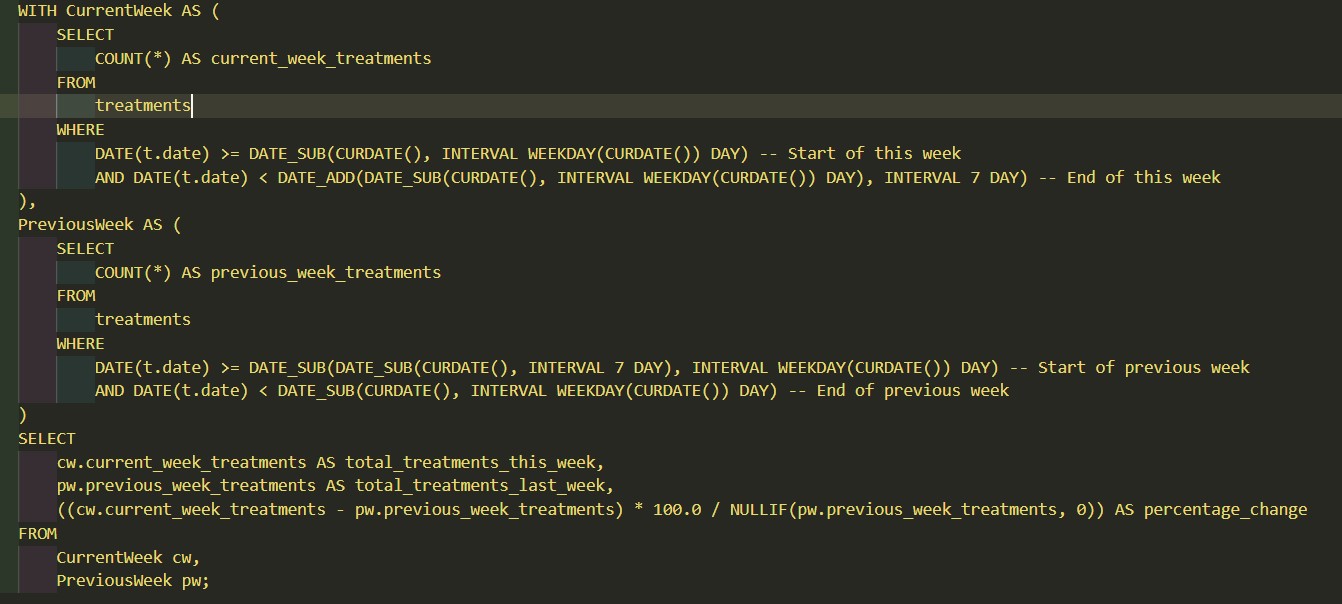 WITH CurrentWeek AS (
    SELECT
        COUNT(*) AS current_week_treatments
    FROM
        treatments
    WHERE
        DATE(t.date) >= DATE_SUB(CURDATE(), INTERVAL WEEKDAY(CURDATE()) DAY) -- Start of this week
        AND DATE(t.date) < DATE_ADD(DATE_SUB(CURDATE(), INTERVAL WEEKDAY(CURDATE()) DAY), INTERVAL 7 DAY) -- End of this week
),
PreviousWeek AS (
    SELECT
        COUNT(*) AS previous_week_treatments
    FROM
        treatments
    WHERE
        DATE(t.date) >= DATE_SUB(DATE_SUB(CURDATE(), INTERVAL 7 DAY), INTERVAL WEEKDAY(CURDATE()) DAY) -- Start of previous week
        AND DATE(t.date) < DATE_SUB(CURDATE(), INTERVAL WEEKDAY(CURDATE()) DAY) -- End of previous week
)
SELECT
    cw.current_week_treatments AS total_treatments_this_week,
    pw.previous_week_treatments AS total_treatments_last_week,
    ((cw.current_week_treatments - pw.previous_week_treatments) * 100.0 / NULLIF(pw.previous_week_treatments, 0)) AS percentage_change
FROM
    CurrentWeek cw,
    PreviousWeek pw;